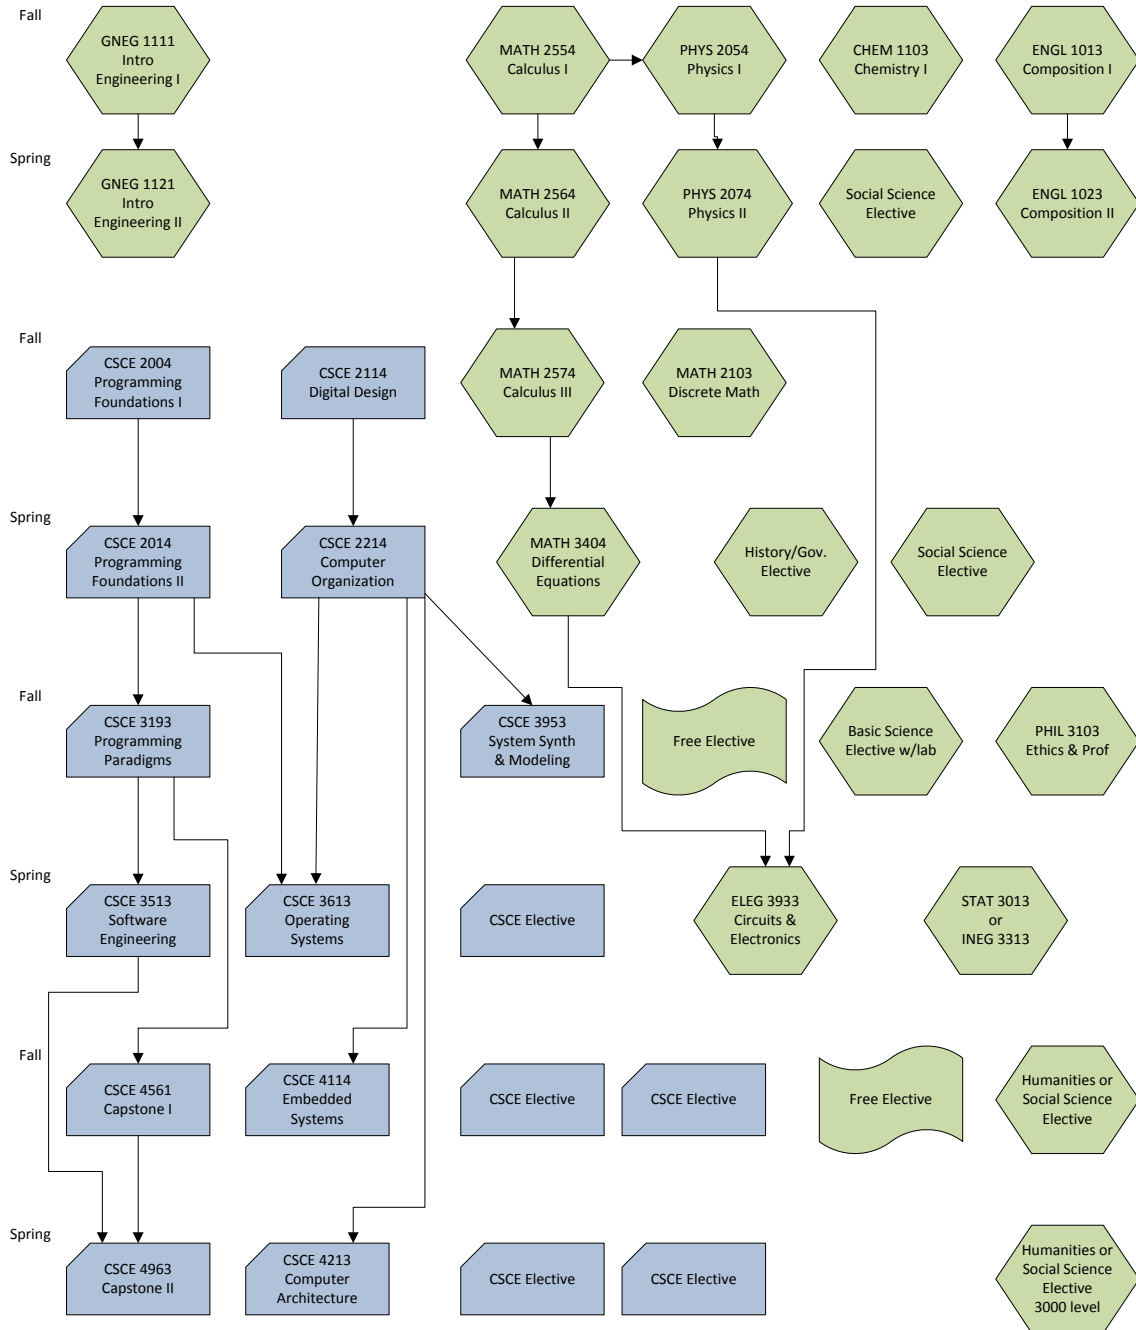 Fall
GNEG 1111
Intro
Engineering I
MATH 2554
Calculus I
PHYS 2054
Physics I
CHEM 1103
Chemistry I
ENGL 1013
Composition I
Spring
GNEG 1121
Intro
Engineering II
MATH 2564
Calculus II
PHYS 2074
Physics II
Social Science
Elective
ENGL 1023
Composition II
Fall
CSCE 2004
Programming
Foundations I
CSCE 2114
Digital Design
MATH 2574
Calculus III
MATH 2103
Discrete Math
Spring
CSCE 2014
Programming
Foundations II
CSCE 2214
Computer
Organization
MATH 3404
Differential
Equations
History/Gov.
Elective
Social Science
Elective
Fall
CSCE 3193
Programming
Paradigms
CSCE 3953
System Synth
& Modeling
Free Elective
Basic Science
Elective w/lab
PHIL 3103
Ethics & Prof
Spring
CSCE 3513
Software
Engineering
CSCE 3613
Operating
Systems
CSCE Elective
ELEG 3933
Circuits &
Electronics
STAT 3013
or
INEG 3313
Fall
CSCE 4561
Capstone I
CSCE 4114
Embedded
Systems
CSCE Elective
CSCE Elective
Free Elective
Humanities or
Social Science
Elective
Spring
CSCE 4963
Capstone II
CSCE 4213
Computer
Architecture
CSCE Elective
CSCE Elective
Humanities or
Social Science
Elective
3000 level